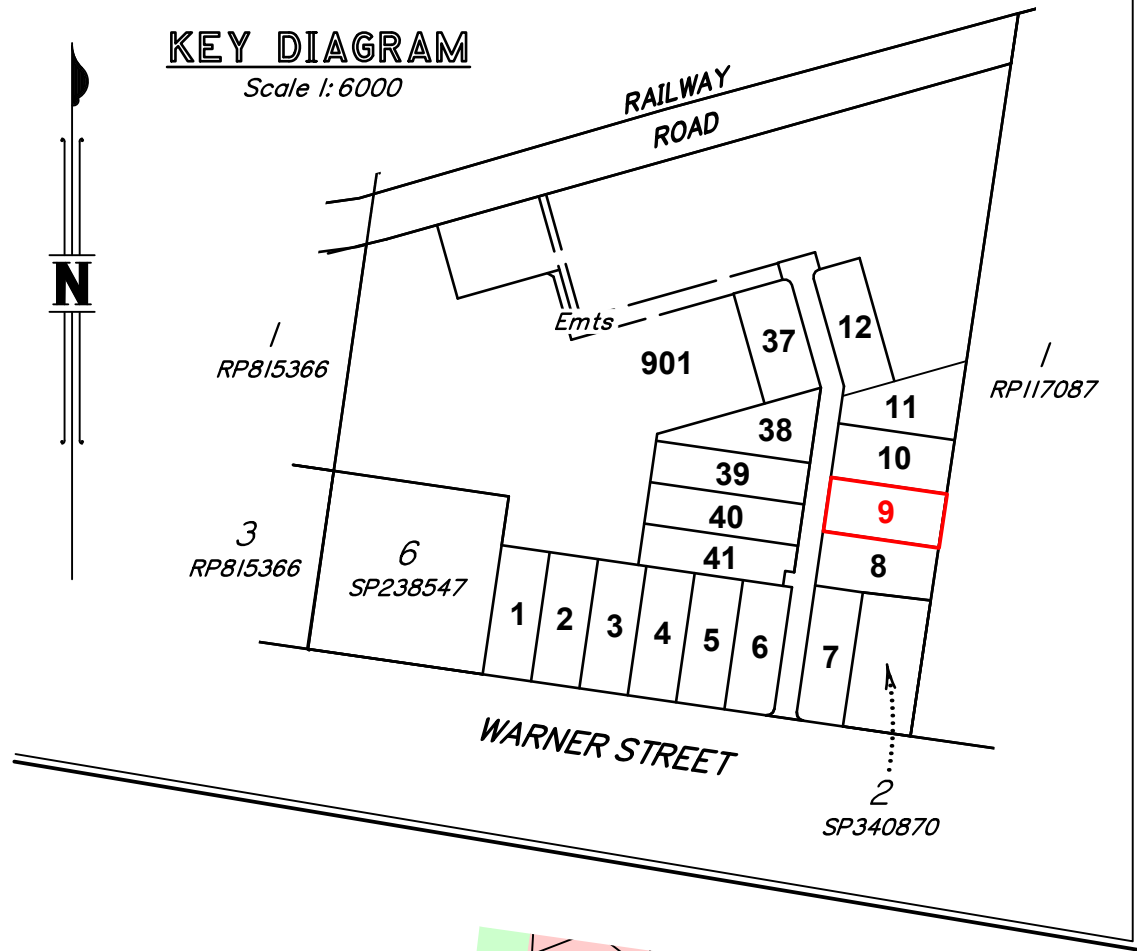 KEY DIAGRAM
Scale 1:6000
N
RAILWAY
ROAD
Emts
1
RP815366
901
37
12
1
RP117087
11
38
10
39
9
40
3
RP815366
6
SP238547
41
8
1
2
3
4
5
6
7
WARNER STREET
2
SP340870